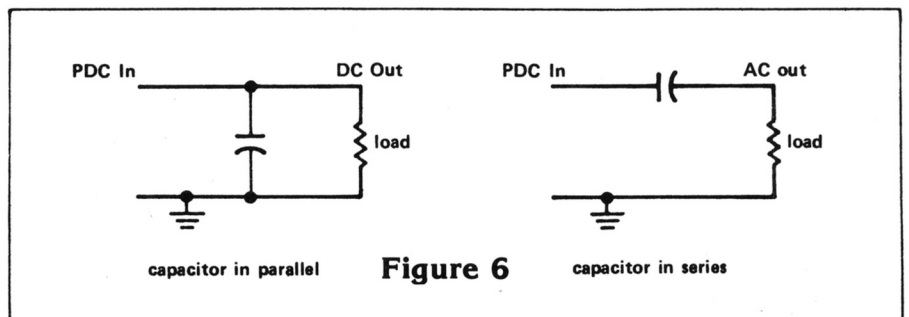 PDC In DC Out PDC In AC out
load load
capacitor in parallel Figure 6 capacitor in series